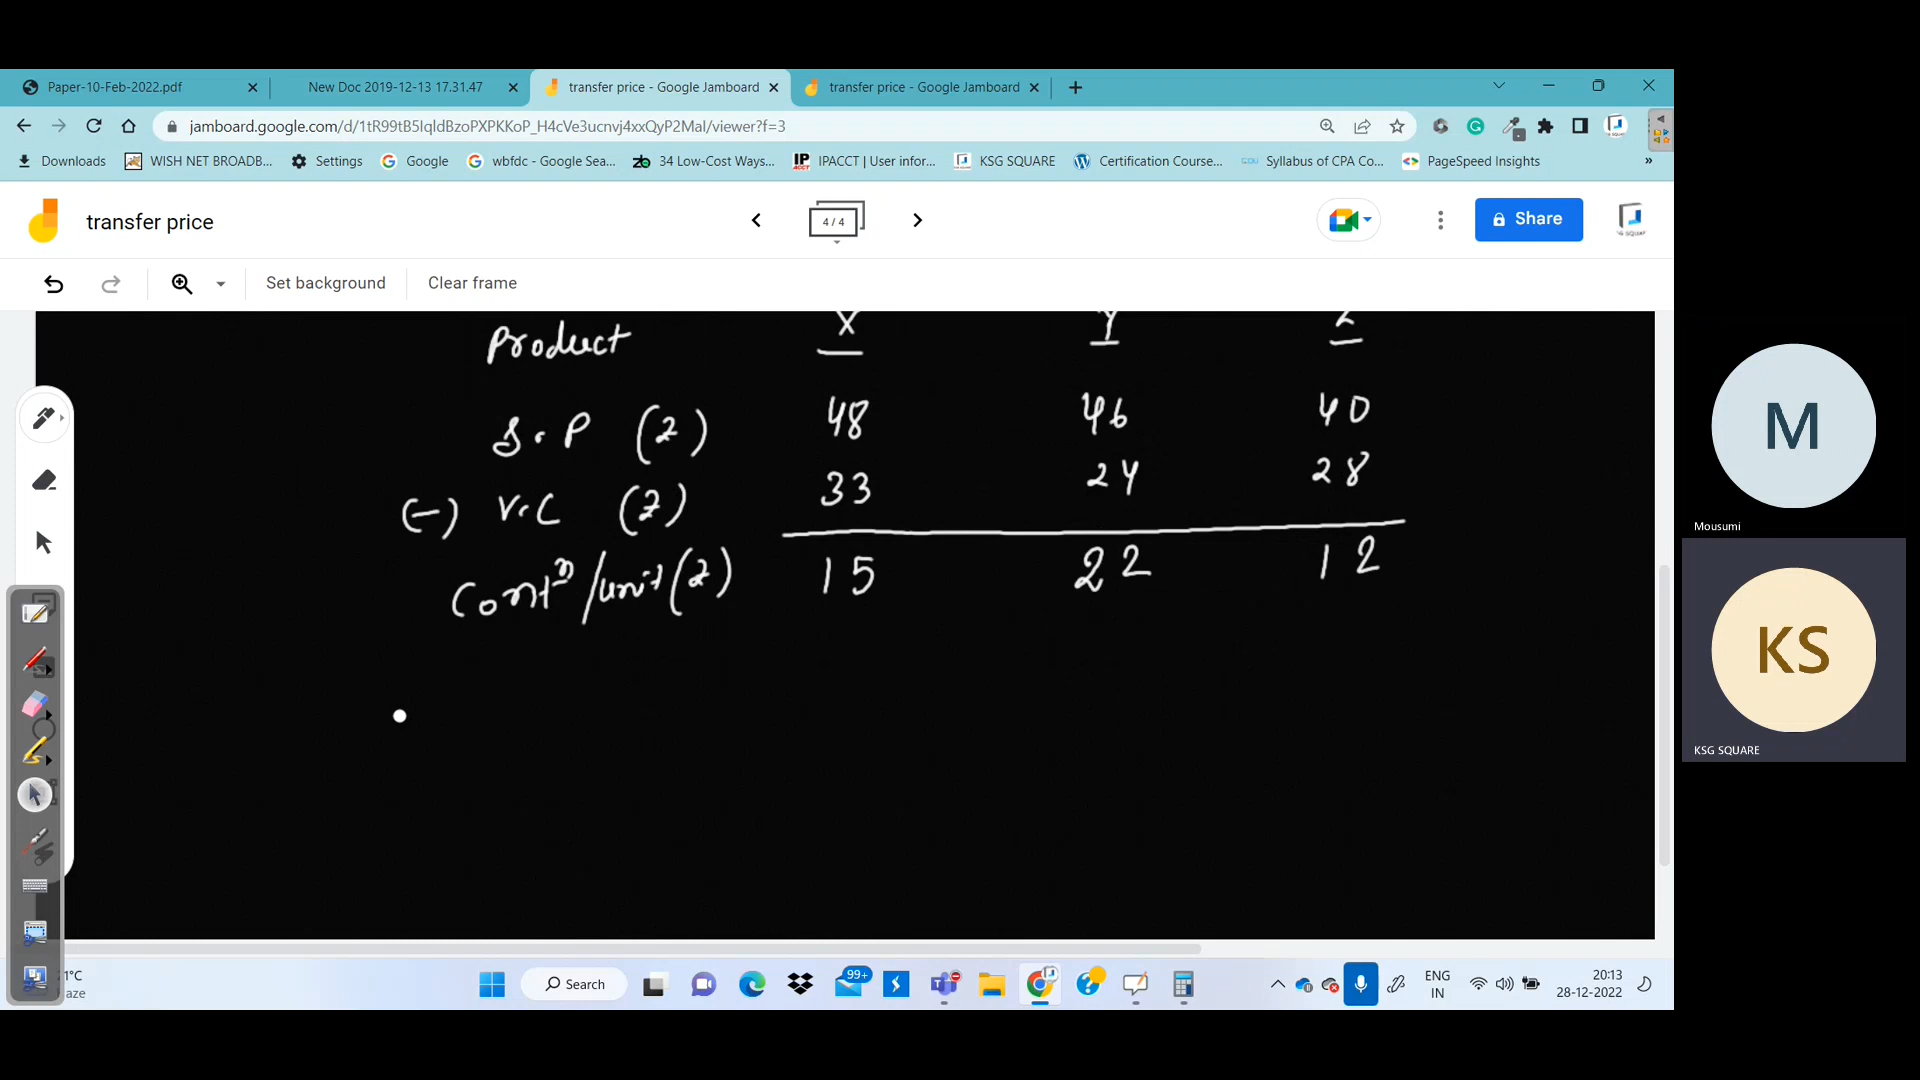 Paper-10-Feb-2022.pdf
New Doc 2019-12-13 17.31.47
transfer price - Google Jamboard
transfer price - Google Jamboard
jamboard.google.com/d/1tR99tB5IqldBzoPXPKKoP_H4cVe3ucnvj4xxQyP2MaI/viewer?f=3
Downloads WISH NET BROADB... Settings Google wbfdc - Google Sea... 34 Low-Cost Ways... IPACCT | User infor... KSG SQUARE Certification Course... Syllabus of CPA Co... PageSpeed Insights »
transfer price
4 / 4
Share
Set background Clear frame
Product X Y Z
S.P (₹) 48 46 40
(-) V.C (₹) 33 24 28
Contn/unit (₹) 15 22 12
M
Mousumi
KS
KSG SQUARE
Search
99+
ENG
IN
20:13
28-12-2022